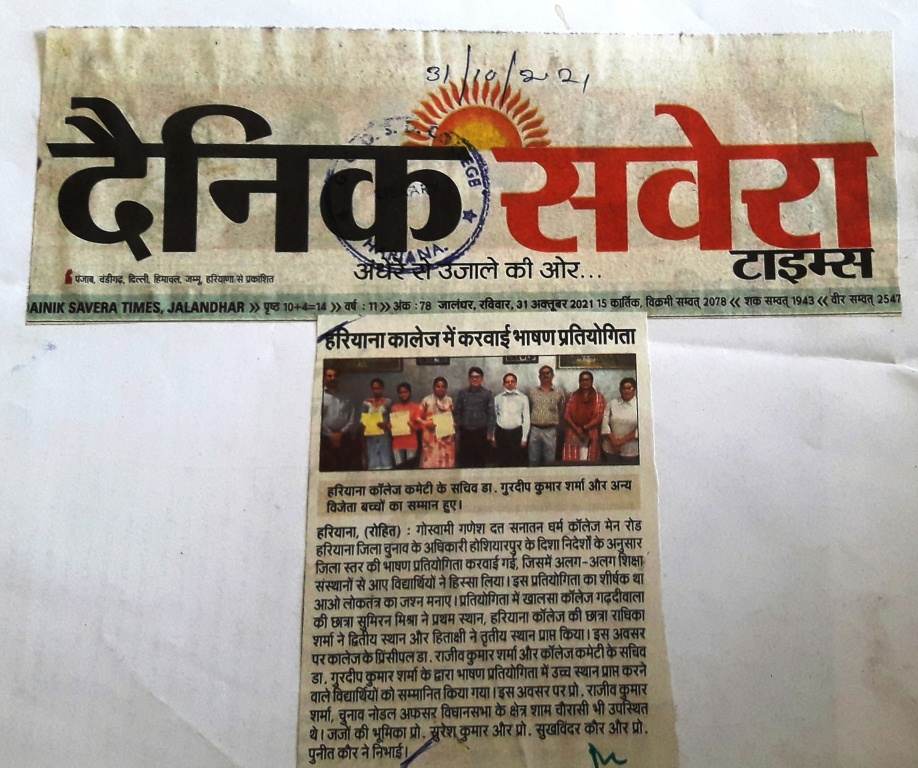 31/10/2021
दैनिक सवेरा
टाइम्स
G.G.D.S.D. COLLEGE
LIBRARY
HARIANA.
पंजाब, चंडीगढ़, दिल्ली, हिमाचल, जम्मू, हरियाणा से प्रकाशित
अंधेरे से उजाले की ओर...
DAINIK SAVERA TIMES, JALANDHAR >> पृष्ठ 10+4=14 >> वर्ष : 11 >> अंक : 78 जालंधर, रविवार, 31 अक्तूबर 2021 15 कार्तिक, विक्रमी सम्वत् 2078 << शक सम्वत् 1943 << वीर सम्वत् 2547
हरियाना कालेज में करवाई भाषण प्रतियोगिता
हरियाना कॉलेज कमेटी के सचिव डा. गुरदीप कुमार शर्मा और अन्य
विजेता बच्चों का सम्मान हुए।
हरियाना, (रोहित) : गोस्वामी गणेश दत्त सनातन धर्म कॉलेज मेन रोड
हरियाना जिला चुनाव के अधिकारी होशियारपुर के दिशा निदेशों के अनुसार
जिला स्तर की भाषण प्रतियोगिता करवाई गई, जिसमें अलग-अलग शिक्षा
संस्थानों से आए विद्यार्थियों ने हिस्सा लिया। इस प्रतियोगिता का शीर्षक था
आओ लोकतंत्र का जश्न मनाए। प्रतियोगिता में खालसा कॉलेज गढ़दीवाला
की छात्रा सुमिरन मिश्रा ने प्रथम स्थान, हरियाना कॉलेज की छात्रा राधिका
शर्मा ने द्वितीय स्थान और हिताक्षी ने तृतीय स्थान प्राप्त किया। इस अवसर
पर कालेज के प्रिंसीपल डा. राजीव कुमार शर्मा और कॉलेज कमेटी के सचिव
डा. गुरदीप कुमार शर्मा के द्वारा भाषण प्रतियोगिता में उच्च स्थान प्राप्त करने
वाले विद्यार्थियों को सम्मानित किया गया। इस अवसर पर प्रो. राजीव कुमार
शर्मा, चुनाव नोडल अफसर विधानसभा के क्षेत्र शाम चौरासी भी उपस्थित
थे। जजों की भूमिका प्रो. सुरेश कुमार और प्रो. सुखविंदर कौर और प्रो.
पुनीत कौर ने निभाई।